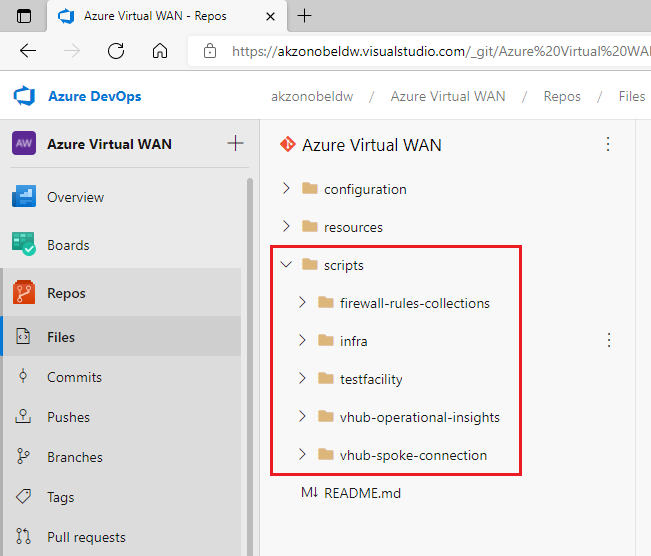 Azure Virtual WAN - Repos
https://akzonobeldw.visualstudio.com/_git/Azure%20Virtual%20WAN
Azure DevOps
akzonobeldw / Azure Virtual WAN / Repos / Files
AW Azure Virtual WAN
Overview
Boards
Repos
Files
Commits
Pushes
Branches
Tags
Pull requests
Azure Virtual WAN
configuration
resources
scripts
firewall-rules-collections
infra
testfacility
vhub-operational-insights
vhub-spoke-connection
M↓ README.md